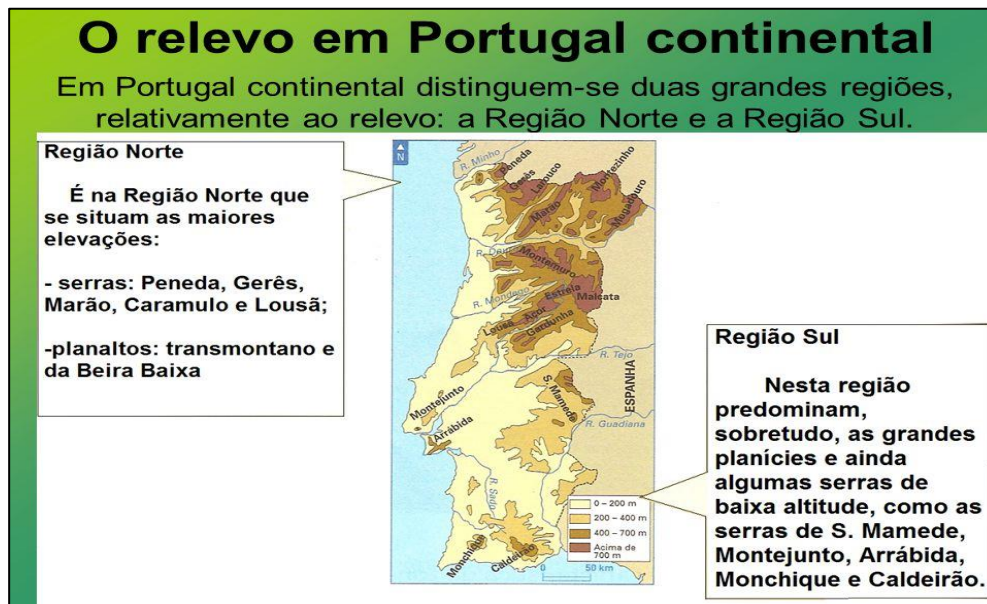 O relevo em Portugal continental
Em Portugal continental distinguem-se duas grandes regiões,
relativamente ao relevo: a Região Norte e a Região Sul.
Região Norte
É na Região Norte que
se situam as maiores
elevações:
- serras: Peneda, Gerês,
Marão, Caramulo e Lousã;
-planaltos: transmontano e
da Beira Baixa
N
R. Minho
Peneda
Gerês
Larouco
Montezinho
Mogadouro
Marão
R. Douro
Montemuro
R. Mondego
Estrela
Malcata
Açor
Lousã
Gardunha
R. Tejo
ESPANHA
S. Mamede
Montejunto
R. Guadiana
Arrábida
R. Sado
Monchique
Caldeirão
0 – 200 m
200 – 400 m
400 – 700 m
Acima de
700 m
0 50 km
Região Sul
Nesta região
predominam,
sobretudo, as grandes
planícies e ainda
algumas serras de
baixa altitude, como as
serras de S. Mamede,
Montejunto, Arrábida,
Monchique e Caldeirão.